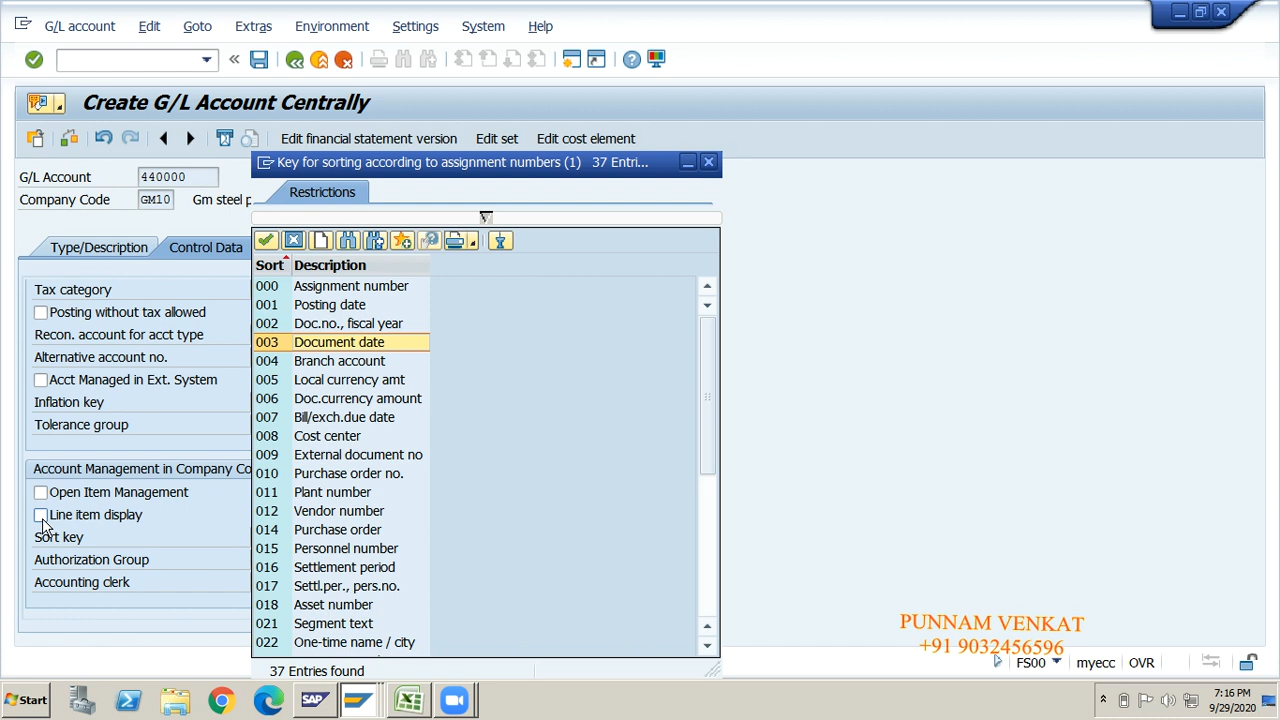 G/L account Edit Goto Extras Environment Settings System Help
Create G/L Account Centrally
Edit financial statement version Edit set Edit cost element
G/L Account 440000
Company Code GM10 Gm steel p
Type/Description Control Data
Tax category
Posting without tax allowed
Recon. account for acct type
Alternative account no.
Acct Managed in Ext. System
Inflation key
Tolerance group
Account Management in Company Co
Open Item Management
Line item display
Sort key
Authorization Group
Accounting clerk
Key for sorting according to assignment numbers (1) 37 Entri...
Restrictions
Sort Description
000 Assignment number
001 Posting date
002 Doc.no., fiscal year
003 Document date
004 Branch account
005 Local currency amt
006 Doc.currency amount
007 Bill/exch.due date
008 Cost center
009 External document no
010 Purchase order no.
011 Plant number
012 Vendor number
014 Purchase order
015 Personnel number
016 Settlement period
017 Settl.per., pers.no.
018 Asset number
021 Segment text
022 One-time name / city
37 Entries found
PUNNAM VENKAT
+91 9032456596
FS00 myecc OVR
Start SAP 7:16 PM
9/29/2020